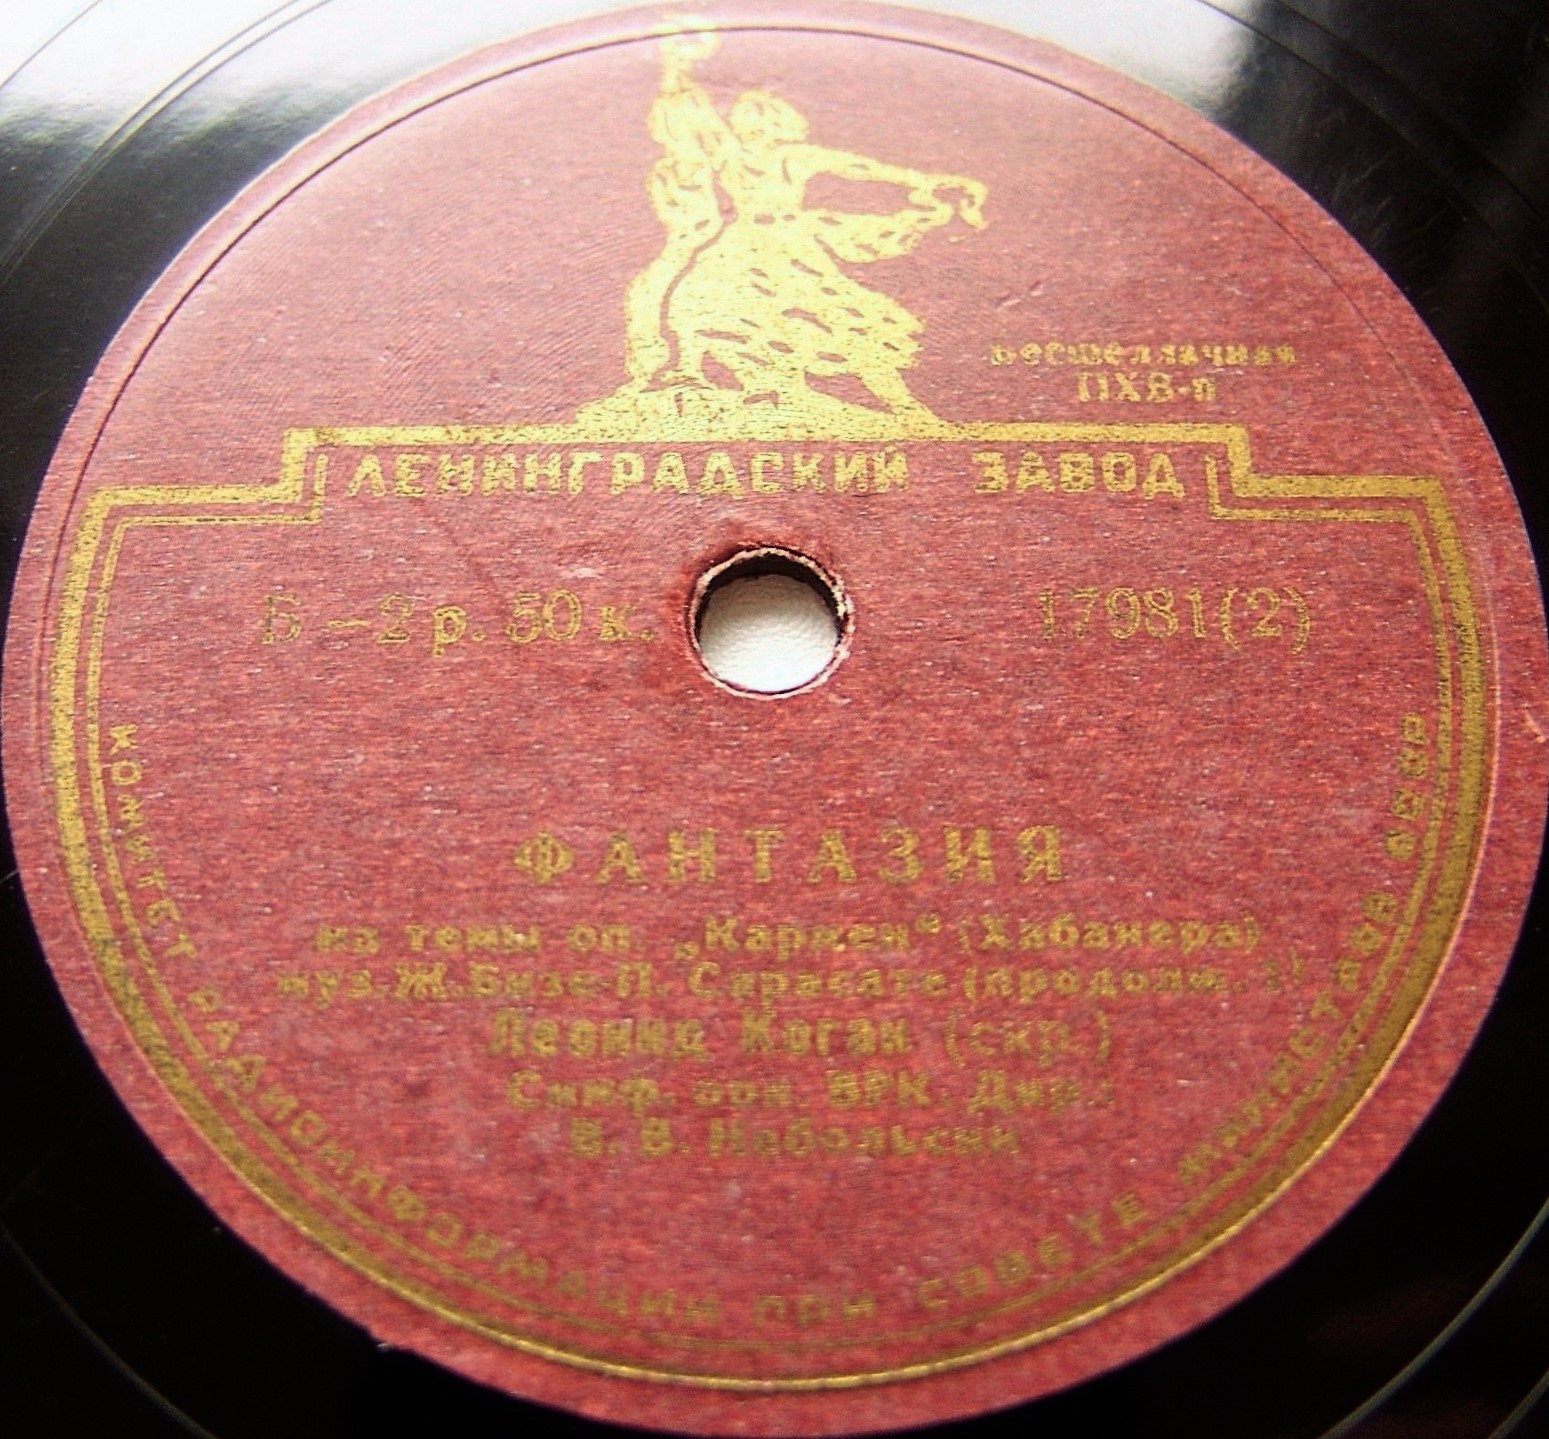 Бесшеллачная
ПХВ-п
ЛЕНИНГРАДСКИЙ ЗАВОД
Б – 2 р. 50 к.
17981(2)
ФАНТАЗИЯ
на темы оп. „Кармен“ (Хабанера)
муз. Ж. Бизе-П. Сарасате (продолж. 1)
Леонид Коган (скр.)
Симф. орк. ВРК. Дир.:
В. В. Небольсин
КОМИТЕТ РАДИОИНФОРМАЦИИ ПРИ СОВЕТЕ МИНИСТРОВ СССР